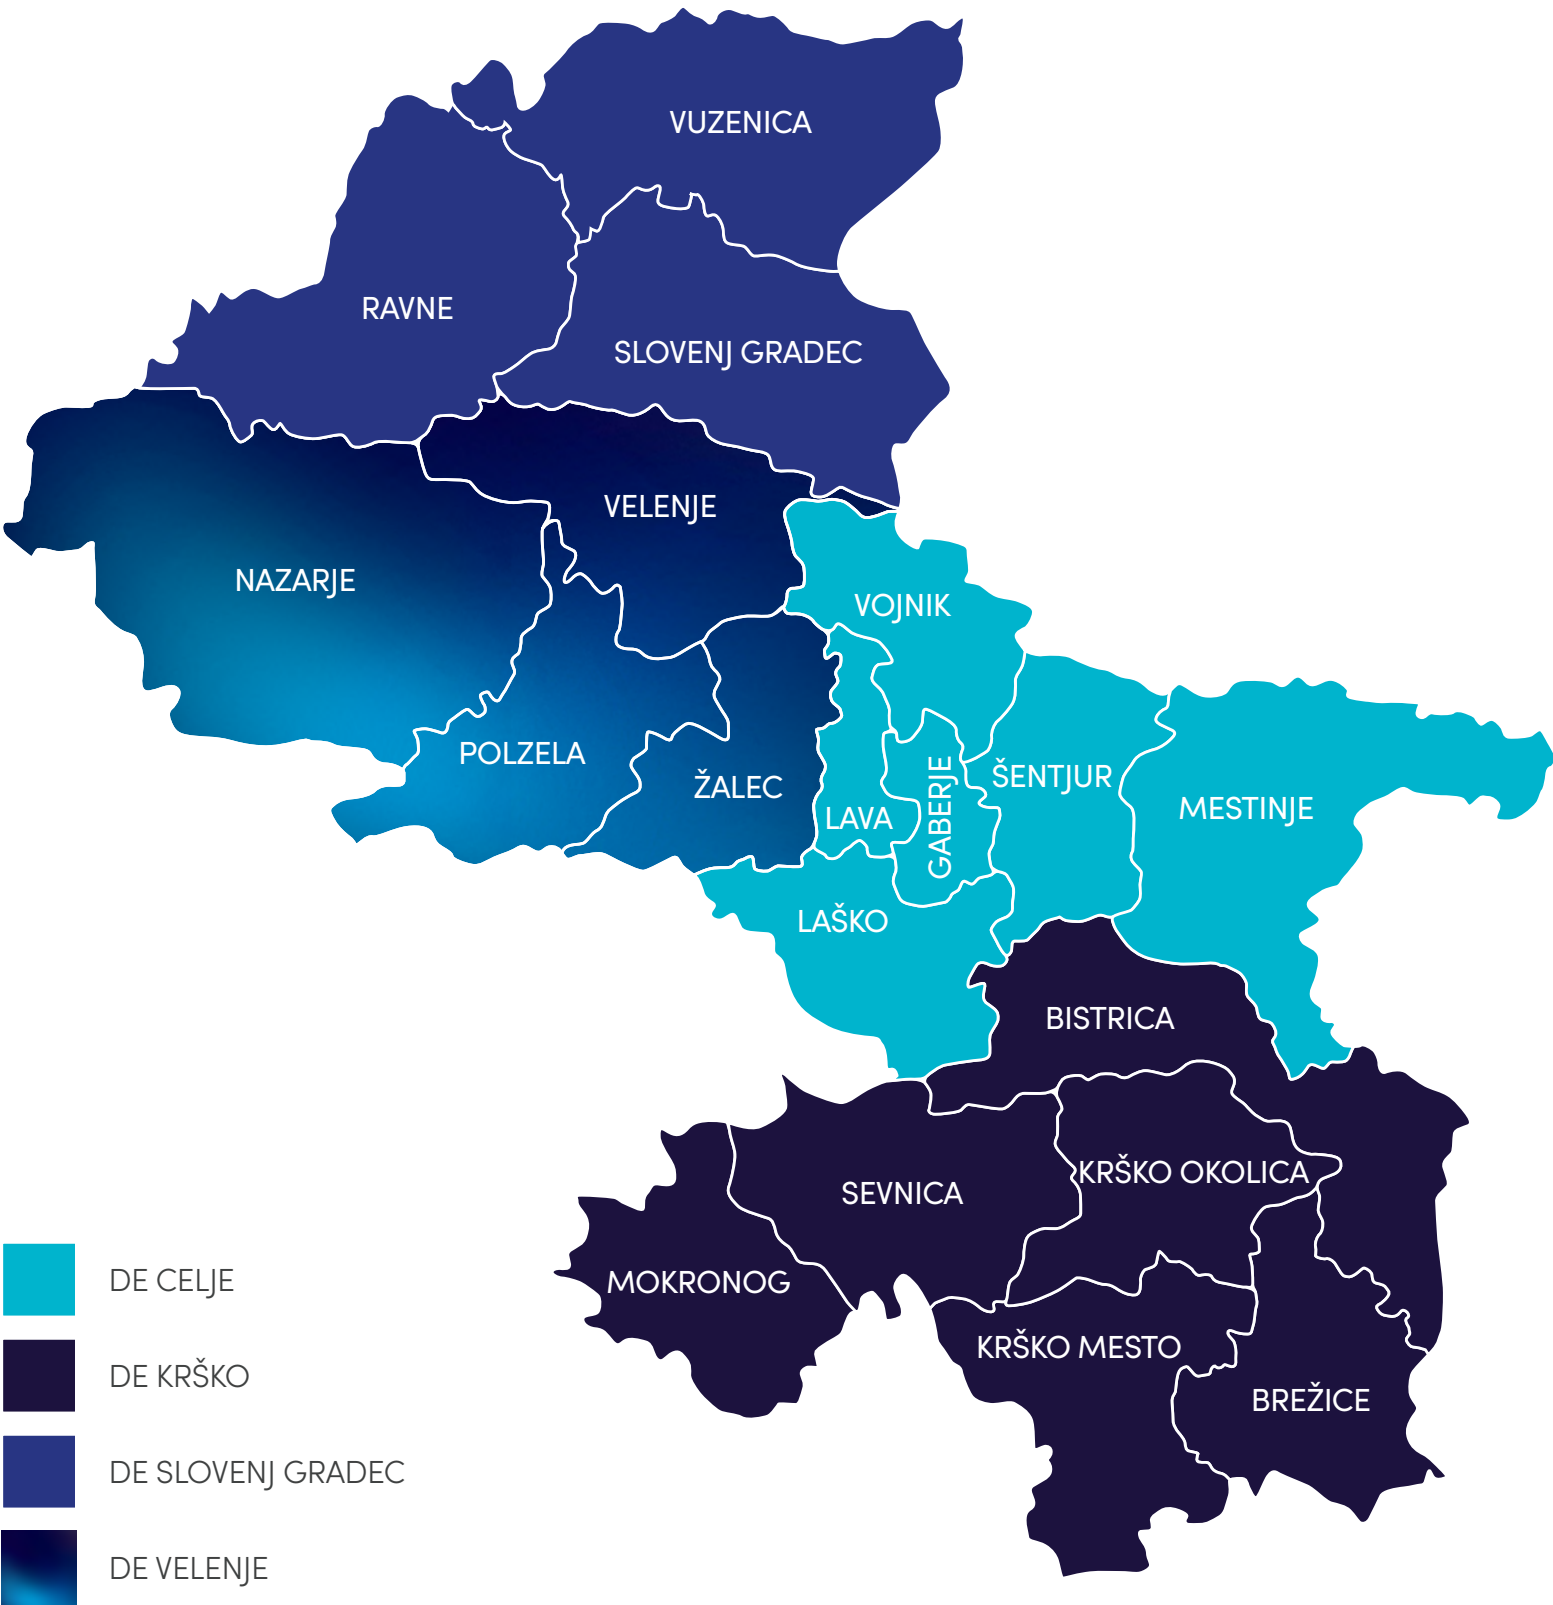 VUZENICA
RAVNE
SLOVENJ GRADEC
VELENJE
NAZARJE
VOJNIK
POLZELA
ŽALEC
LAVA
GABERJE
ŠENTJUR
MESTINJE
LAŠKO
BISTRICA
KRŠKO OKOLICA
SEVNICA
MOKRONOG
KRŠKO MESTO
BREŽICE
DE CELJE
DE KRŠKO
DE SLOVENJ GRADEC
DE VELENJE